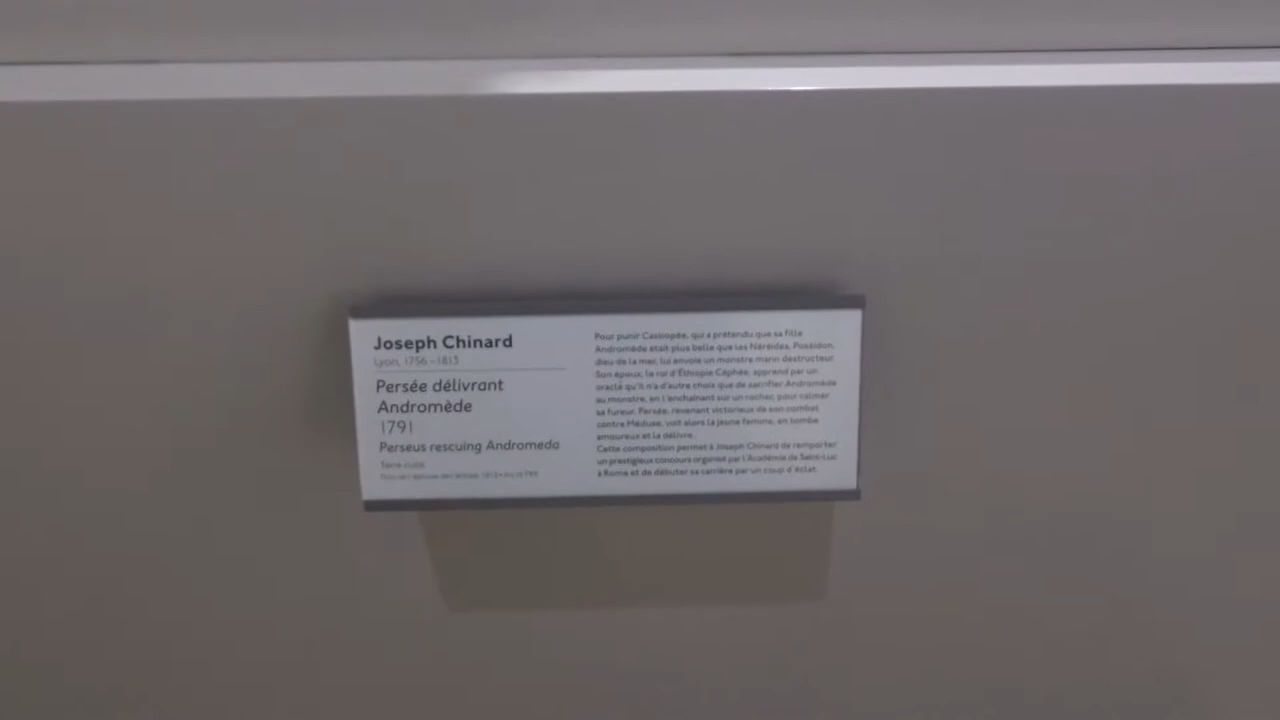 Joseph Chinard
Lyon, 1756 – 1813
Persée délivrant
Andromède
1791
Perseus rescuing Andromeda
Terre cuite
Pour punir Cassiopée, qui a prétendu que sa fille
Andromède était plus belle que les Néréides, Poséidon,
dieu de la mer, lui envoie un monstre marin destructeur.
Son époux, le roi d'Éthiopie Céphée, apprend par un
oracle qu'il n'a d'autre choix que de sacrifier Andromède
au monstre, en l'enchaînant sur un rocher, pour calmer
sa fureur. Persée, revenant victorieux de son combat
contre Méduse, voit alors la jeune femme, en tombe
amoureux et la délivre.
Cette composition permet à Joseph Chinard de remporter
un prestigieux concours organisé par l'Académie de Saint-Luc
à Rome et de débuter sa carrière par un coup d'éclat.